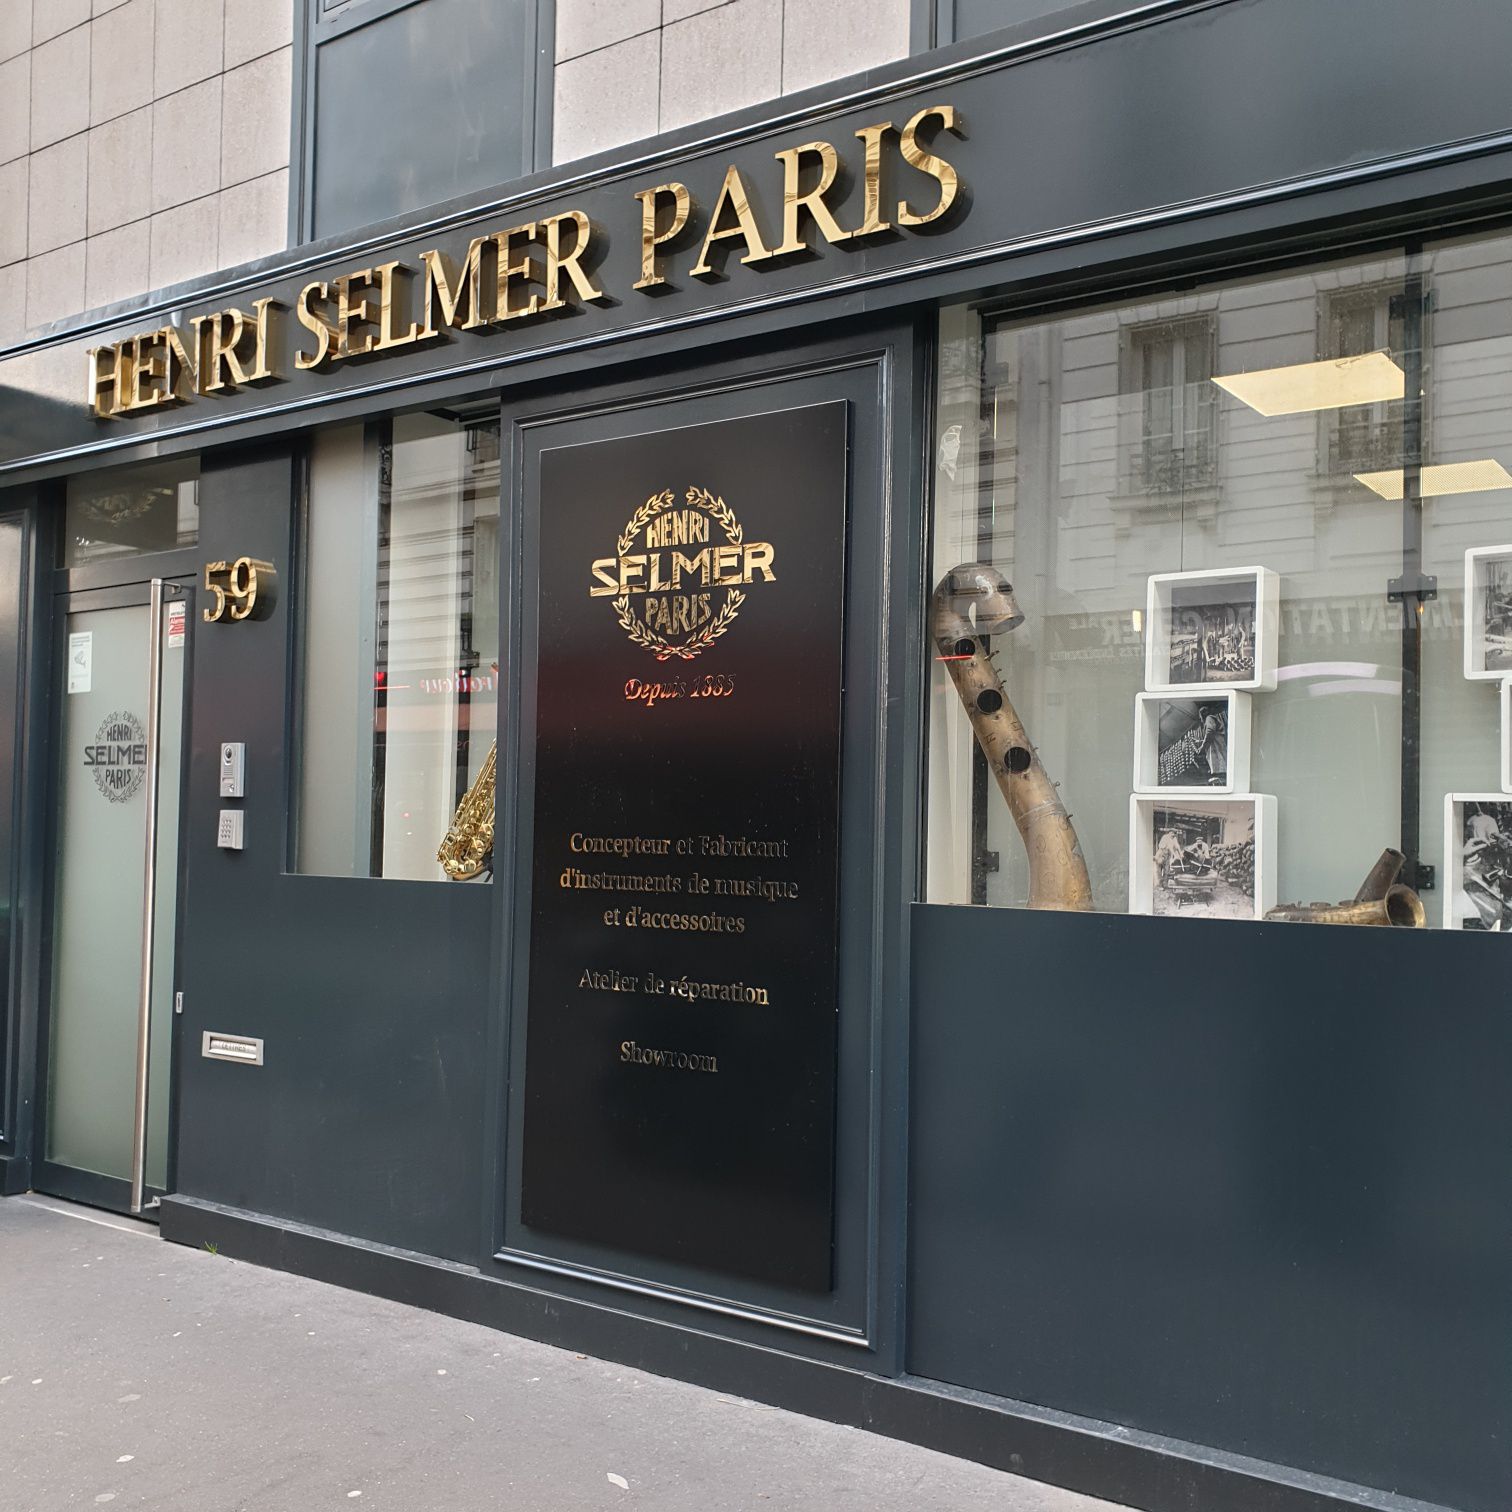 HENRI SELMER PARIS
59
HENRI
SELMER
PARIS
Depuis 1885
Concepteur et Fabricant
d'instruments de musique
et d'accessoires
Atelier de réparation
Showroom
HENRI
SELMER
PARIS